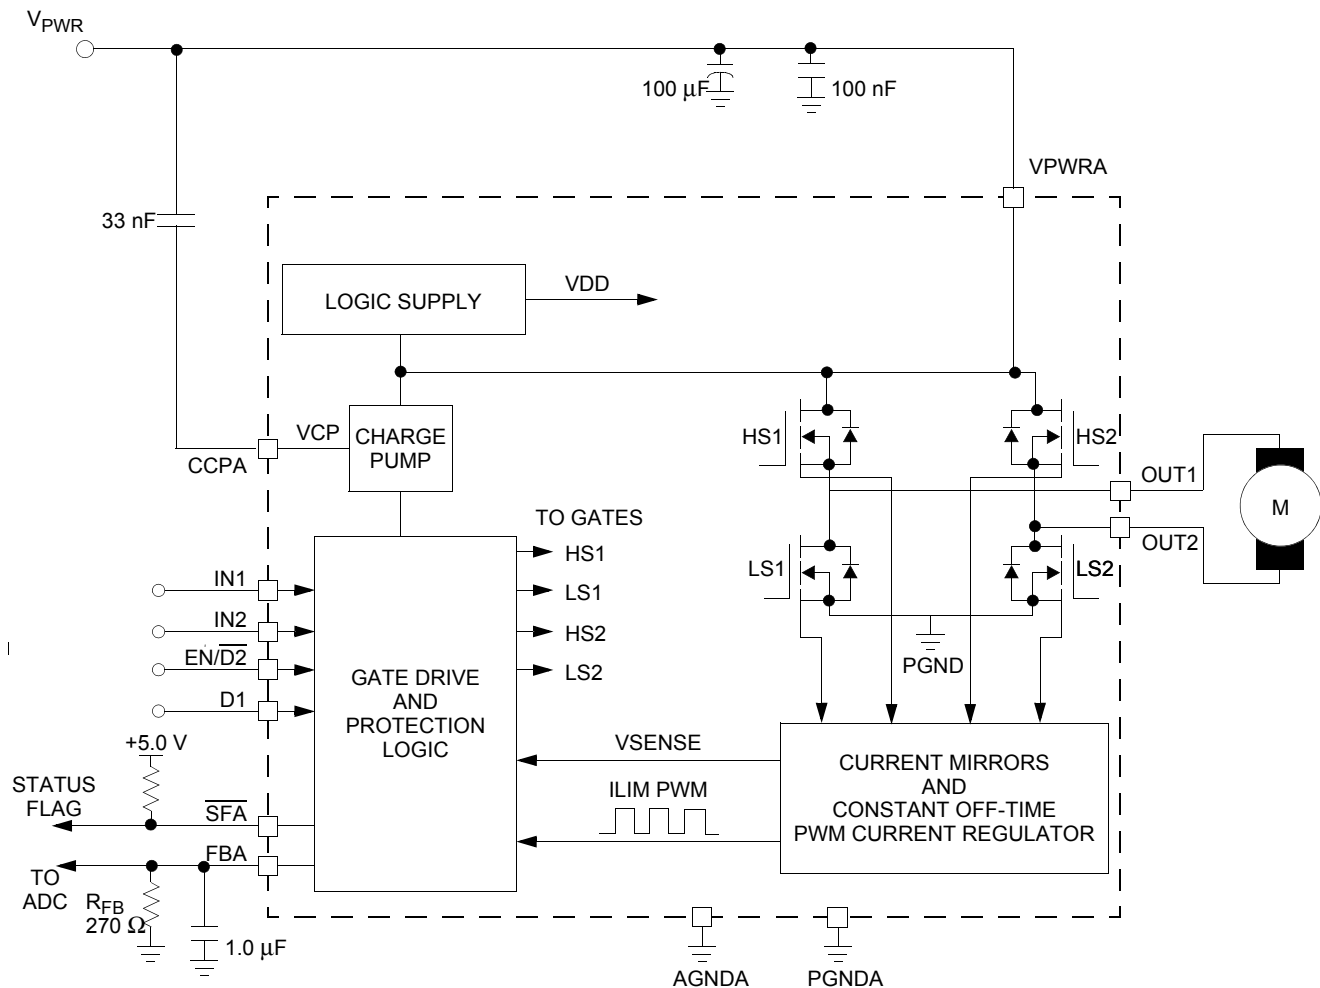 VPWR
100 μF
100 nF
VPWRA
33 nF
LOGIC SUPPLY
VDD
VCP
CHARGE
PUMP
CCPA
HS1
HS2
OUT1
M
OUT2
TO GATES
HS1
LS1
HS2
LS2
LS1
LS2
PGND
IN1
IN2
EN/D2
D1
GATE DRIVE
AND
PROTECTION
LOGIC
+5.0 V
STATUS
FLAG
SFA
FBA
TO
ADC
RFB
270 Ω
1.0 μF
VSENSE
ILIM PWM
CURRENT MIRRORS
AND
CONSTANT OFF-TIME
PWM CURRENT REGULATOR
AGNDA
PGNDA